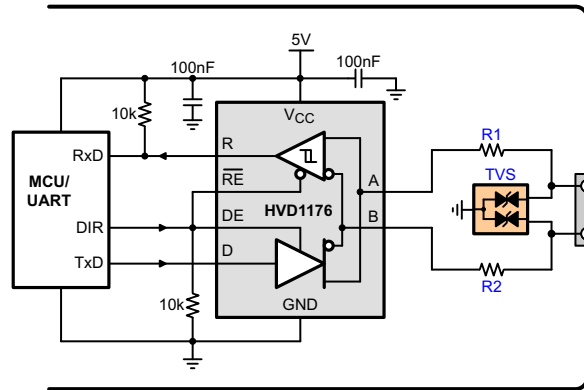 5V
100nF
100nF
10k
VCC
R1
RxD
R
MCU/
UART
RE
A
TVS
HVD1176
DIR
DE
B
TxD
D
10k
GND
R2